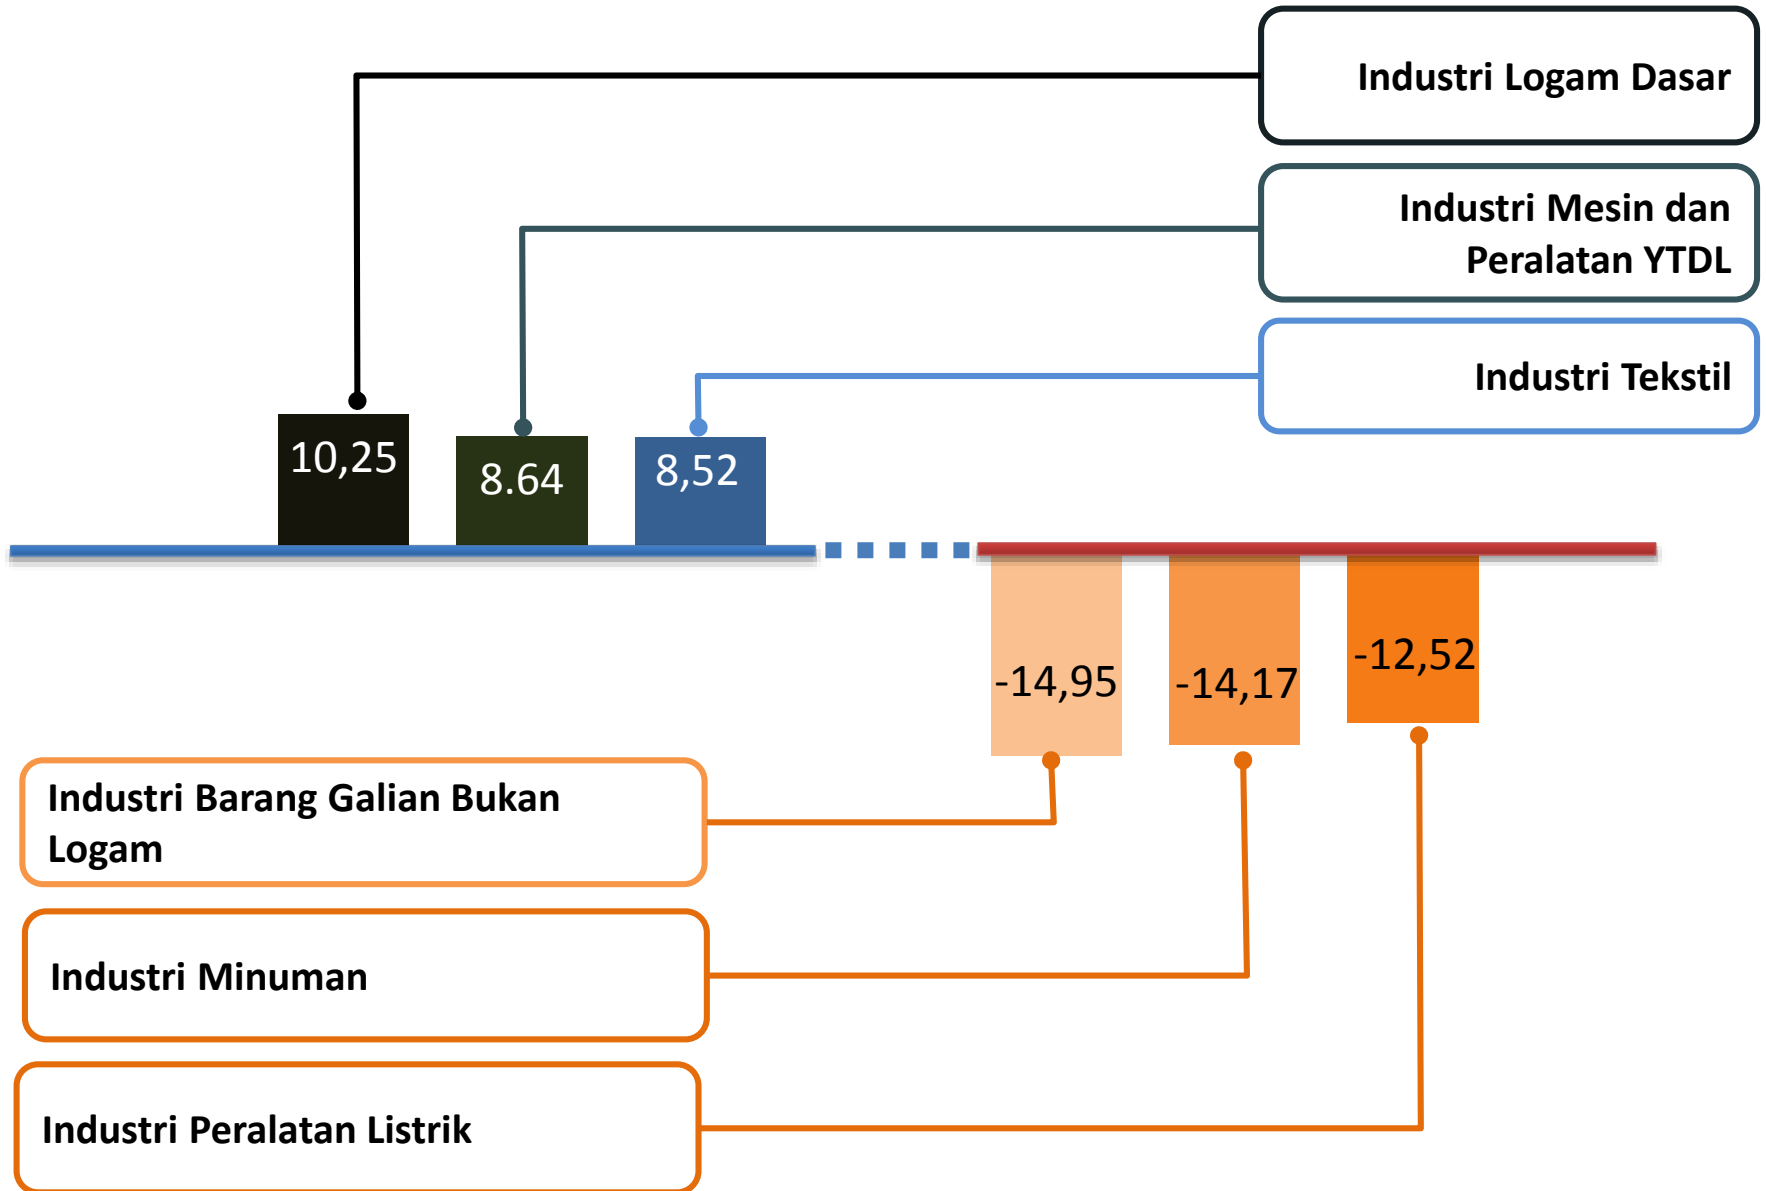 Industri Logam Dasar
Industri Mesin dan
Peralatan YTDL
Industri Tekstil
10,25
8.64
8,52
-14,95
-14,17
-12,52
Industri Barang Galian Bukan
Logam
Industri Minuman
Industri Peralatan Listrik